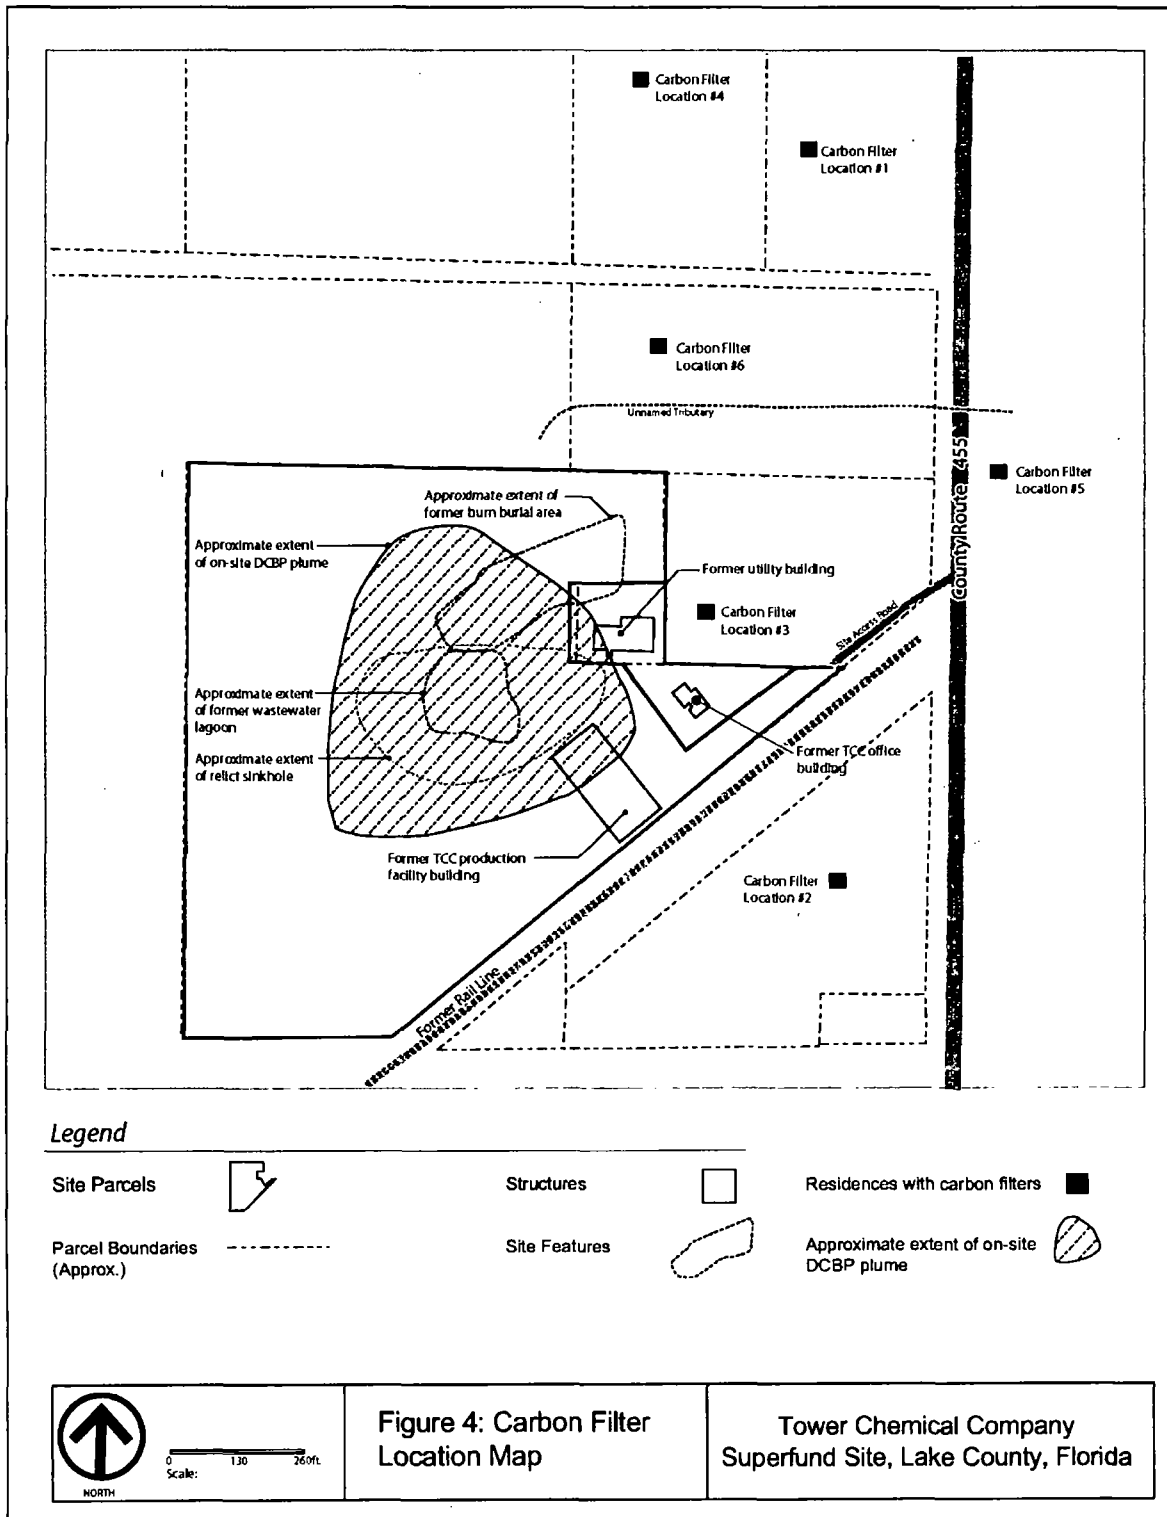 Carbon Filter
Location #4
Carbon Filter
Location #1
Carbon Filter
Location #6
Unnamed Tributary
County Route 455
Carbon Filter
Location #5
Approximate extent of
former burn burial area
Approximate extent
of on-site DCBP plume
Former utility building
Carbon Filter
Location #3
Site Access Road
Approximate extent
of former wastewater
lagoon
Approximate extent
of relict sinkhole
Former TCC office
building
Former TCC production
facility building
Carbon Filter
Location #2
Former Rail Line
Legend
Site Parcels
Structures
Residences with carbon filters
Parcel Boundaries
(Approx.)
Site Features
Approximate extent of on-site
DCBP plume
NORTH
0 130 260ft.
Scale:
Figure 4: Carbon Filter
Location Map
Tower Chemical Company
Superfund Site, Lake County, Florida